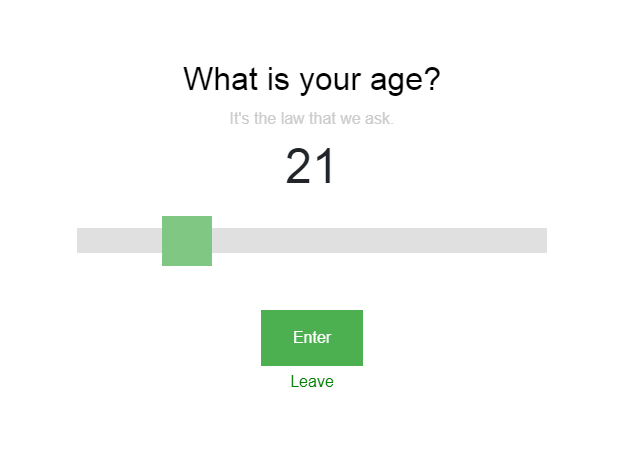 What is your age?
It's the law that we ask.
21
Enter
Leave